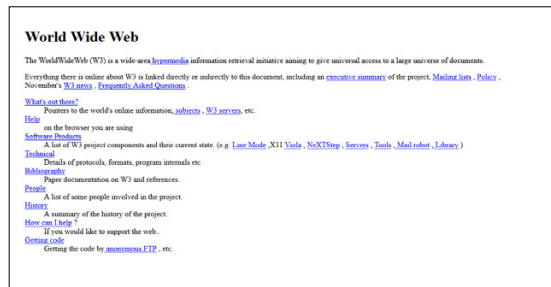 World Wide Web
The WorldWideWeb (W3) is a wide-area hypermedia information retrieval initiative aiming to give universal access to a large universe of documents.
Everything there is online about W3 is linked directly or indirectly to this document, including an executive summary of the project, Mailing lists , Policy ,
November's W3 news , Frequently Asked Questions .
What's out there?
Pointers to the world's online information, subjects , W3 servers, etc.
Help
on the browser you are using
Software Products
A list of W3 project components and their current state. (e.g. Line Mode ,X11 Viola , NeXTStep , Servers , Tools , Mail robot , Library )
Technical
Details of protocols, formats, program internals etc
Bibliography
Paper documentation on W3 and references.
People
A list of some people involved in the project.
History
A summary of the history of the project.
How can I help ?
If you would like to support the web..
Getting code
Getting the code by anonymous FTP , etc.